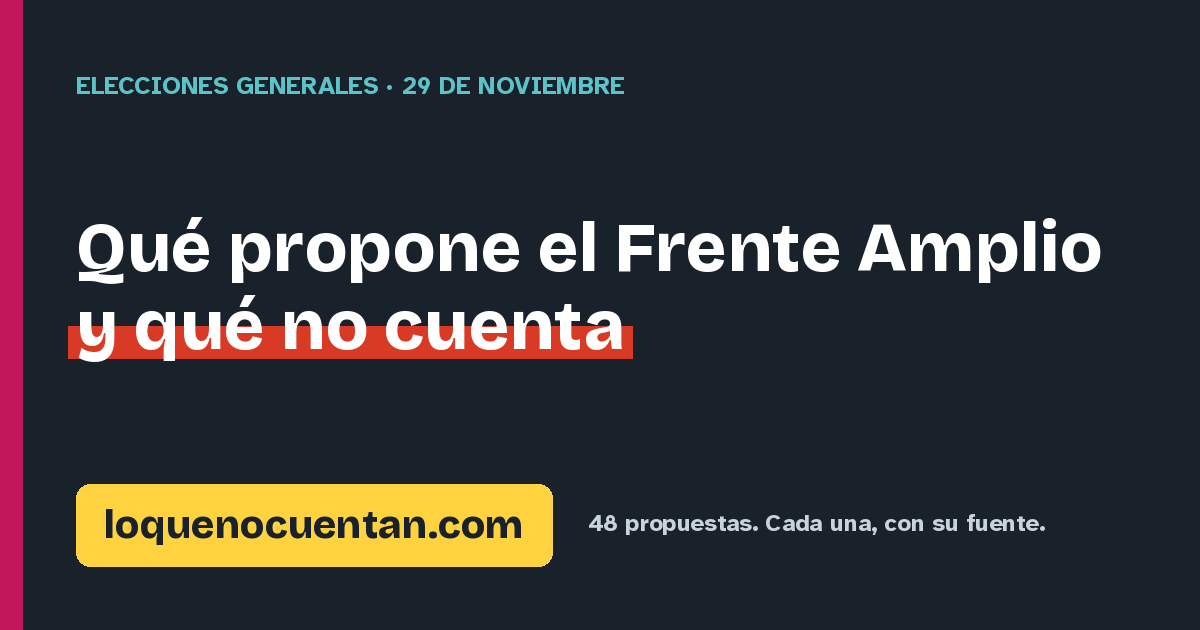 ELECCIONES GENERALES · 29 DE NOVIEMBRE
Qué propone el Frente Amplio
y qué no cuenta
loquenocuentan.com
48 propuestas. Cada una, con su fuente.